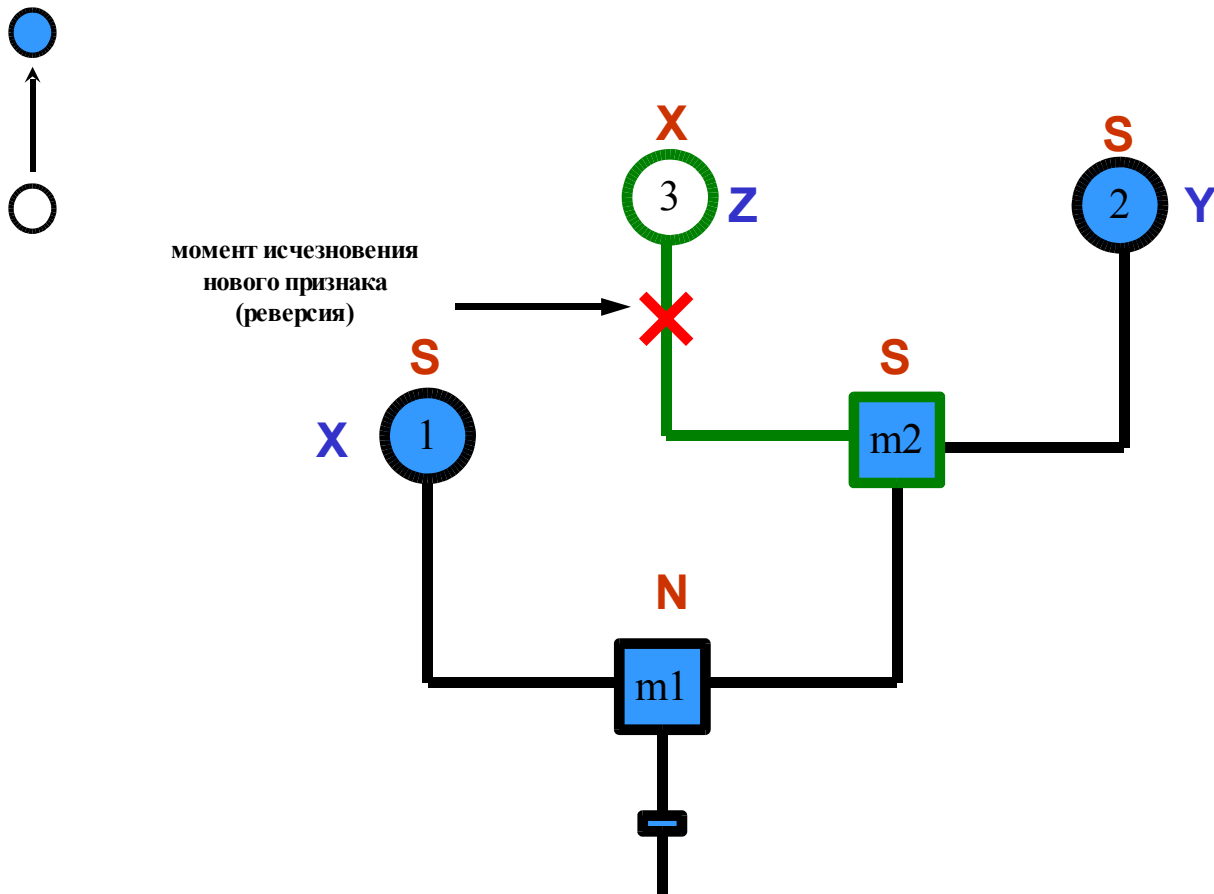 X
S
3
Z
2
Y
момент исчезновения
нового признака
(реверсия)
S
S
X
1
m2
N
m1